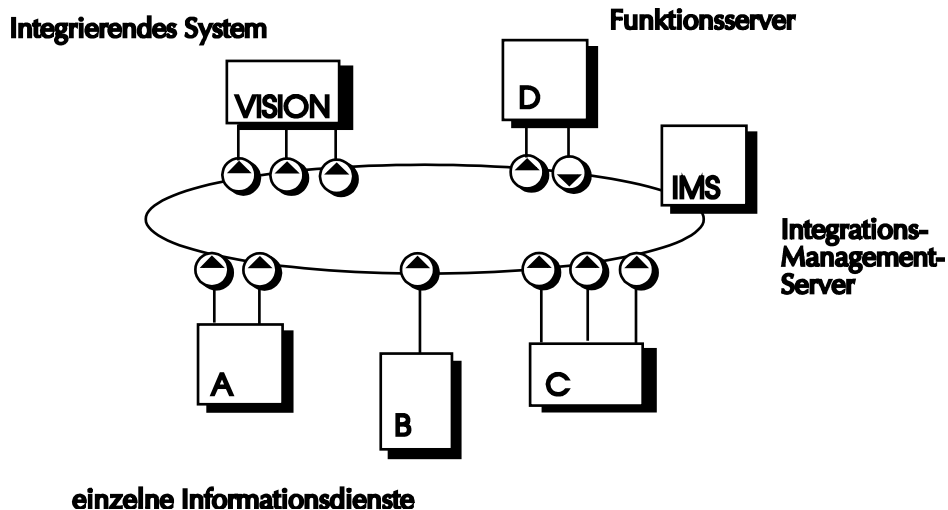 Integrierendes System
Funktionsserver
VISION
D
IMS
Integrations-
Management-
Server
A
B
C
einzelne Informationsdienste